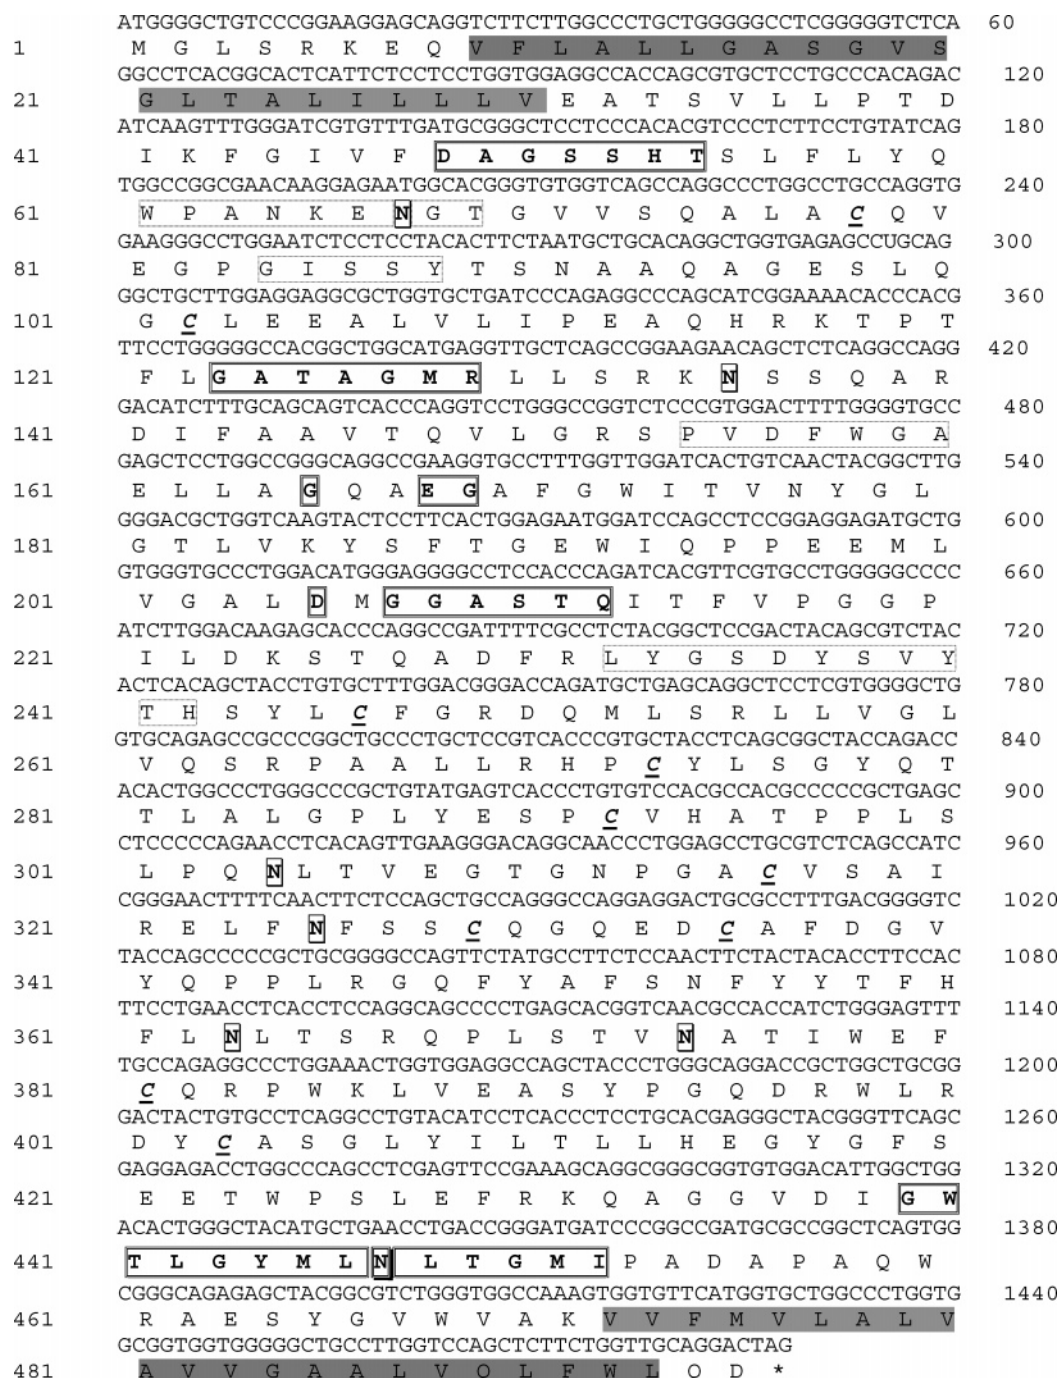 ATGGGGCTGTCCCGGAAGGAGCAGGTCTTCTTGGCCCTGCTGGGGGCCTCGGGGGTCTCA 60
1 M G L S R K E Q V F L A L L G A S G V S
GGCCTCACGGCACTCATTCTCCTCCTGGTGGAGGCCACCAGCGTGCTCCTGCCCACAGAC 120
21 G L T A L I L L L V E A T S V L L P T D
ATCAAGTTTGGGATCGTGTTTGATGCGGGCTCCTCCCACACGTCCCTCTTCCTGTATCAG 180
41 I K F G I V F D A G S S H T S L F L Y Q
TGGCCGGCGAACAAGGAGAATGGCACGGGTGTGGTCAGCCAGGCCCTGGCCTGCCAGGTG 240
61 W P A N K E N G T G V V S Q A L A C Q V
GAAGGGCCTGGAATCTCCTCCTACACTTCTAATGCTGCACAGGCTGGTGAGAGCCUGCAG 300
81 E G P G I S S Y T S N A A Q A G E S L Q
GGCTGCTTGGAGGAGGCGCTGGTGCTGATCCCAGAGGCCCAGCATCGGAAAACACCCACG 360
101 G C L E E A L V L I P E A Q H R K T P T
TTCCTGGGGGCCACGGCTGGCATGAGGTTGCTCAGCCGGAAGAACAGCTCTCAGGCCAGG 420
121 F L G A T A G M R L L S R K N S S Q A R
GACATCTTTGCAGCAGTCACCCAGGTCCTGGGCCGGTCTCCCGTGGACTTTTGGGGTGCC 480
141 D I F A A V T Q V L G R S P V D F W G A
GAGCTCCTGGCCGGGCAGGCCGAAGGTGCCTTTGGTTGGATCACTGTCAACTACGGCTTG 540
161 E L L A G Q A E G A F G W I T V N Y G L
GGGACGCTGGTCAAGTACTCCTTCACTGGAGAATGGATCCAGCCTCCGGAGGAGATGCTG 600
181 G T L V K Y S F T G E W I Q P P E E M L
GTGGGTGCCCTGGACATGGGAGGGGCCTCCACCCAGATCACGTTCGTGCCTGGGGGCCCC 660
201 V G A L D M G G A S T Q I T F V P G G P
ATCTTGGACAAGAGCACCCAGGCCGATTTTCGCCTCTACGGCTCCGACTACAGCGTCTAC 720
221 I L D K S T Q A D F R L Y G S D Y S V Y
ACTCACAGCTACCTGTGCTTTGGACGGGACCAGATGCTGAGCAGGCTCCTCGTGGGGCTG 780
241 T H S Y L C F G R D Q M L S R L L V G L
GTGCAGAGCCGCCCGGCTGCCCTGCTCCGTCACCCGTGCTACCTCAGCGGCTACCAGACC 840
261 V Q S R P A A L L R H P C Y L S G Y Q T
ACACTGGCCCTGGGCCCGCTGTATGAGTCACCCTGTGTCCACGCCACGCCCCCGCTGAGC 900
281 T L A L G P L Y E S P C V H A T P P L S
CTCCCCCAGAACCTCACAGTTGAAGGGACAGGCAACCCTGGAGCCTGCGTCTCAGCCATC 960
301 L P Q N L T V E G T G N P G A C V S A I
CGGGAACTTTTCAACTTCTCCAGCTGCCAGGGCCAGGAGGACTGCGCCTTTGACGGGGTC 1020
321 R E L F N F S S C Q G Q E D C A F D G V
TACCAGCCCCCGCTGCGGGGCCAGTTCTATGCCTTCTCCAACTTCTACTACACCTTCCAC 1080
341 Y Q P P L R G Q F Y A F S N F Y Y T F H
TTCCTGAACCTCACCTCCAGGCAGCCCCTGAGCACGGTCAACGCCACCATCTGGGAGTTT 1140
361 F L N L T S R Q P L S T V N A T I W E F
TGCCAGAGGCCCTGGAAACTGGTGGAGGCCAGCTACCCTGGGCAGGACCGCTGGCTGCGG 1200
381 C Q R P W K L V E A S Y P G Q D R W L R
GACTACTGTGCCTCAGGCCTGTACATCCTCACCCTCCTGCACGAGGGCTACGGGTTCAGC 1260
401 D Y C A S G L Y I L T L L H E G Y G F S
GAGGAGACCTGGCCCAGCCTCGAGTTCCGAAAGCAGGCGGGCGGTGTGGACATTGGCTGG 1320
421 E E T W P S L E F R K Q A G G V D I G W
ACACTGGGCTACATGCTGAACCTGACCGGGATGATCCCGGCCGATGCGCCGGCTCAGTGG 1380
441 T L G Y M L N L T G M I P A D A P A Q W
CGGGCAGAGAGCTACGGCGTCTGGGTGGCCAAAGTGGTGTTCATGGTGCTGGCCCTGGTG 1440
461 R A E S Y G V W V A K V V F M V L A L V
GCGGTGGTGGGGGCTGCCTTGGTCCAGCTCTTCTGGTTGCAGGACTAG
481 A V V G A A L V Q L F W L Q D *